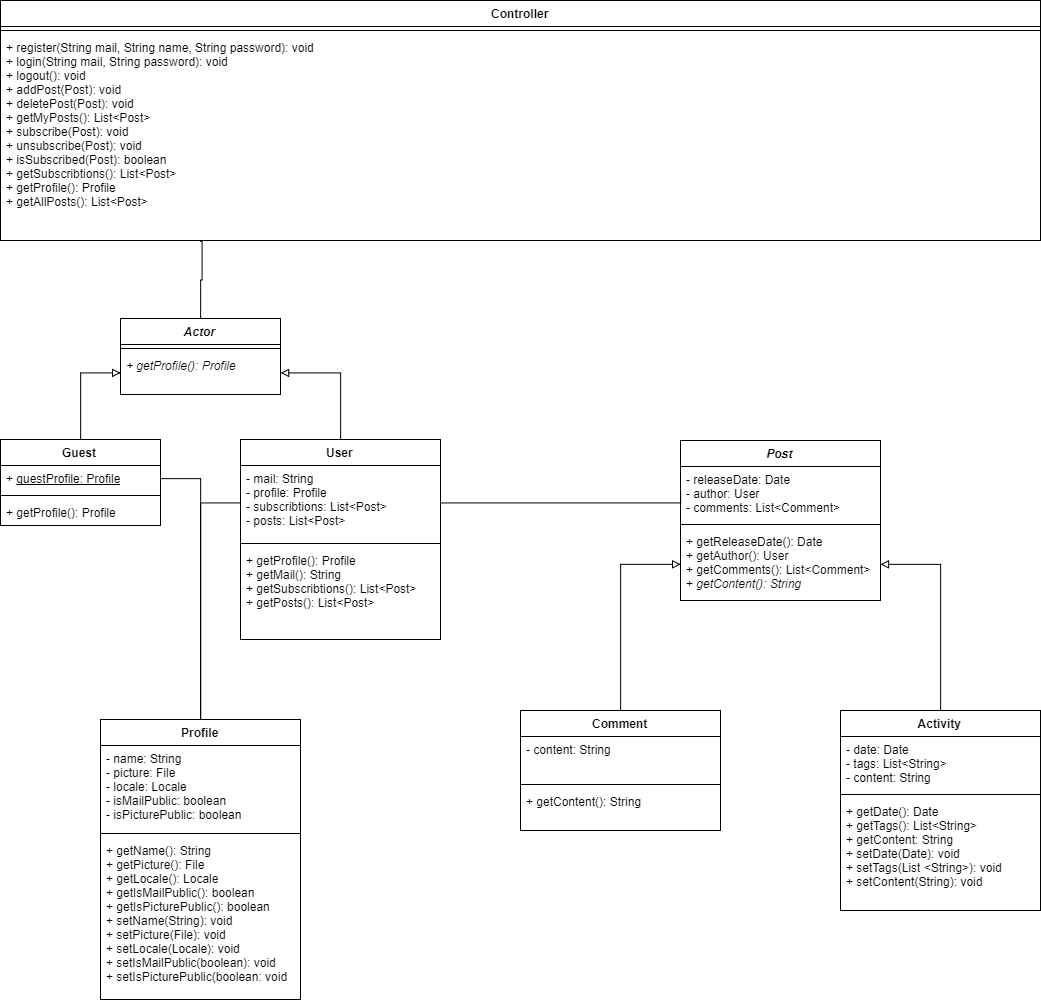 Controller
+ register(String mail, String name, String password): void
+ login(String mail, String password): void
+ logout(): void
+ addPost(Post): void
+ deletePost(Post): void
+ getMyPosts(): List<Post>
+ subscribe(Post): void
+ unsubscribe(Post): void
+ isSubscribed(Post): boolean
+ getSubscribtions(): List<Post>
+ getProfile(): Profile
+ getAllPosts(): List<Post>
Actor
+ getProfile(): Profile
Guest
+ guestProfile: Profile
+ getProfile(): Profile
User
- mail: String
- profile: Profile
- subscribtions: List<Post>
- posts: List<Post>
+ getProfile(): Profile
+ getMail(): String
+ getSubscribtions(): List<Post>
+ getPosts(): List<Post>
Post
- releaseDate: Date
- author: User
- comments: List<Comment>
+ getReleaseDate(): Date
+ getAuthor(): User
+ getComments(): List<Comment>
+ getContent(): String
Profile
- name: String
- picture: File
- locale: Locale
- isMailPublic: boolean
- isPicturePublic: boolean
+ getName(): String
+ getPicture(): File
+ getLocale(): Locale
+ getIsMailPublic(): boolean
+ getIsPicturePublic(): boolean
+ setName(String): void
+ setPicture(File): void
+ setLocale(Locale): void
+ setIsMailPublic(boolean): void
+ setIsPicturePublic(boolean: void
Comment
- content: String
+ getContent(): String
Activity
- date: Date
- tags: List<String>
- content: String
+ getDate(): Date
+ getTags(): List<String>
+ getContent: String
+ setDate(Date): void
+ setTags(List <String>): void
+ setContent(String): void